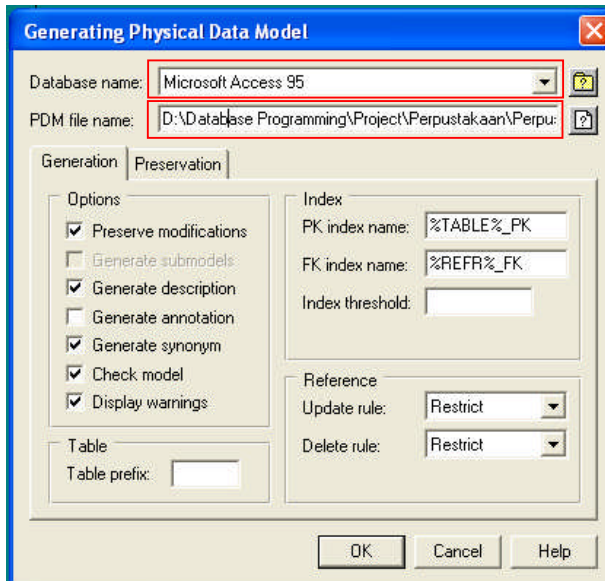 Generating Physical Data Model
Database name: Microsoft Access 95
PDM file name: D:\Database Programming\Project\Perpustakaan\Perpu
Generation Preservation
Options
Preserve modifications
Generate submodels
Generate description
Generate annotation
Generate synonym
Check model
Display warnings
Table
Table prefix:
Index
PK index name: %TABLE%_PK
FK index name: %REFR%_FK
Index threshold:
Reference
Update rule: Restrict
Delete rule: Restrict
OK Cancel Help